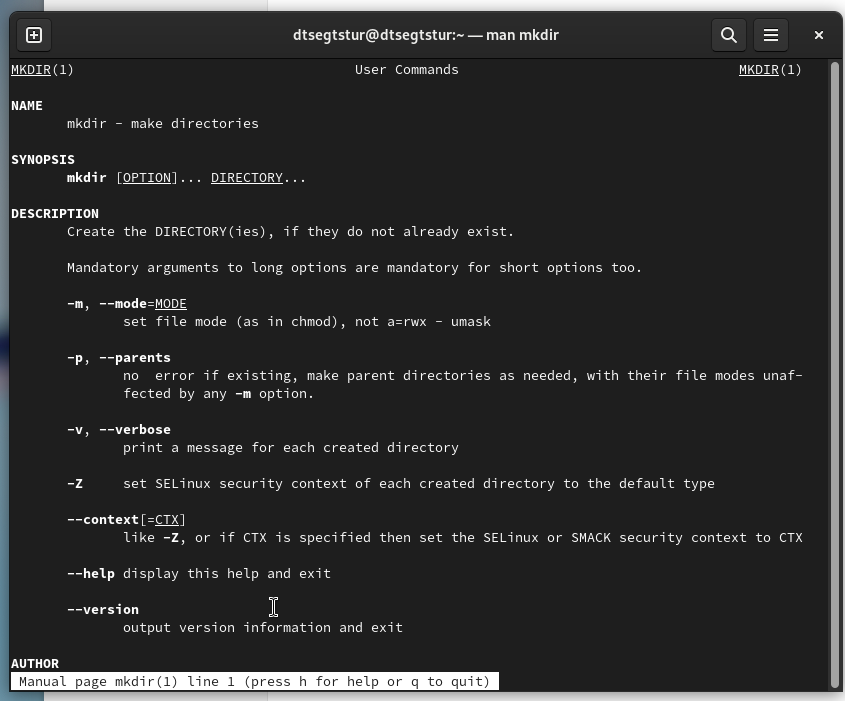 dtsegtstur@dtsegtstur:~ — man mkdir
MKDIR(1) User Commands MKDIR(1)
NAME
mkdir - make directories
SYNOPSIS
mkdir [OPTION]... DIRECTORY...
DESCRIPTION
Create the DIRECTORY(ies), if they do not already exist.
Mandatory arguments to long options are mandatory for short options too.
-m, --mode=MODE
set file mode (as in chmod), not a=rwx - umask
-p, --parents
no  error if existing, make parent directories as needed, with their file modes unaf-
fected by any -m option.
-v, --verbose
print a message for each created directory
-Z set SELinux security context of each created directory to the default type
--context[=CTX]
like -Z, or if CTX is specified then set the SELinux or SMACK security context to CTX
--help display this help and exit
--version
output version information and exit
AUTHOR
Manual page mkdir(1) line 1 (press h for help or q to quit)